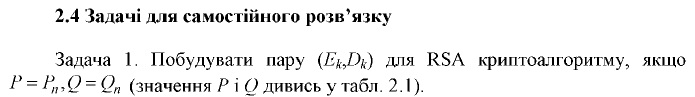 2.4 Задачі для самостійного розв’язку
Задача 1. Побудувати пару (Eₖ,Dₖ) для RSA криптоалгоритму, якщо
P = Pₙ, Q = Qₙ (значення P і Q дивись у табл. 2.1).